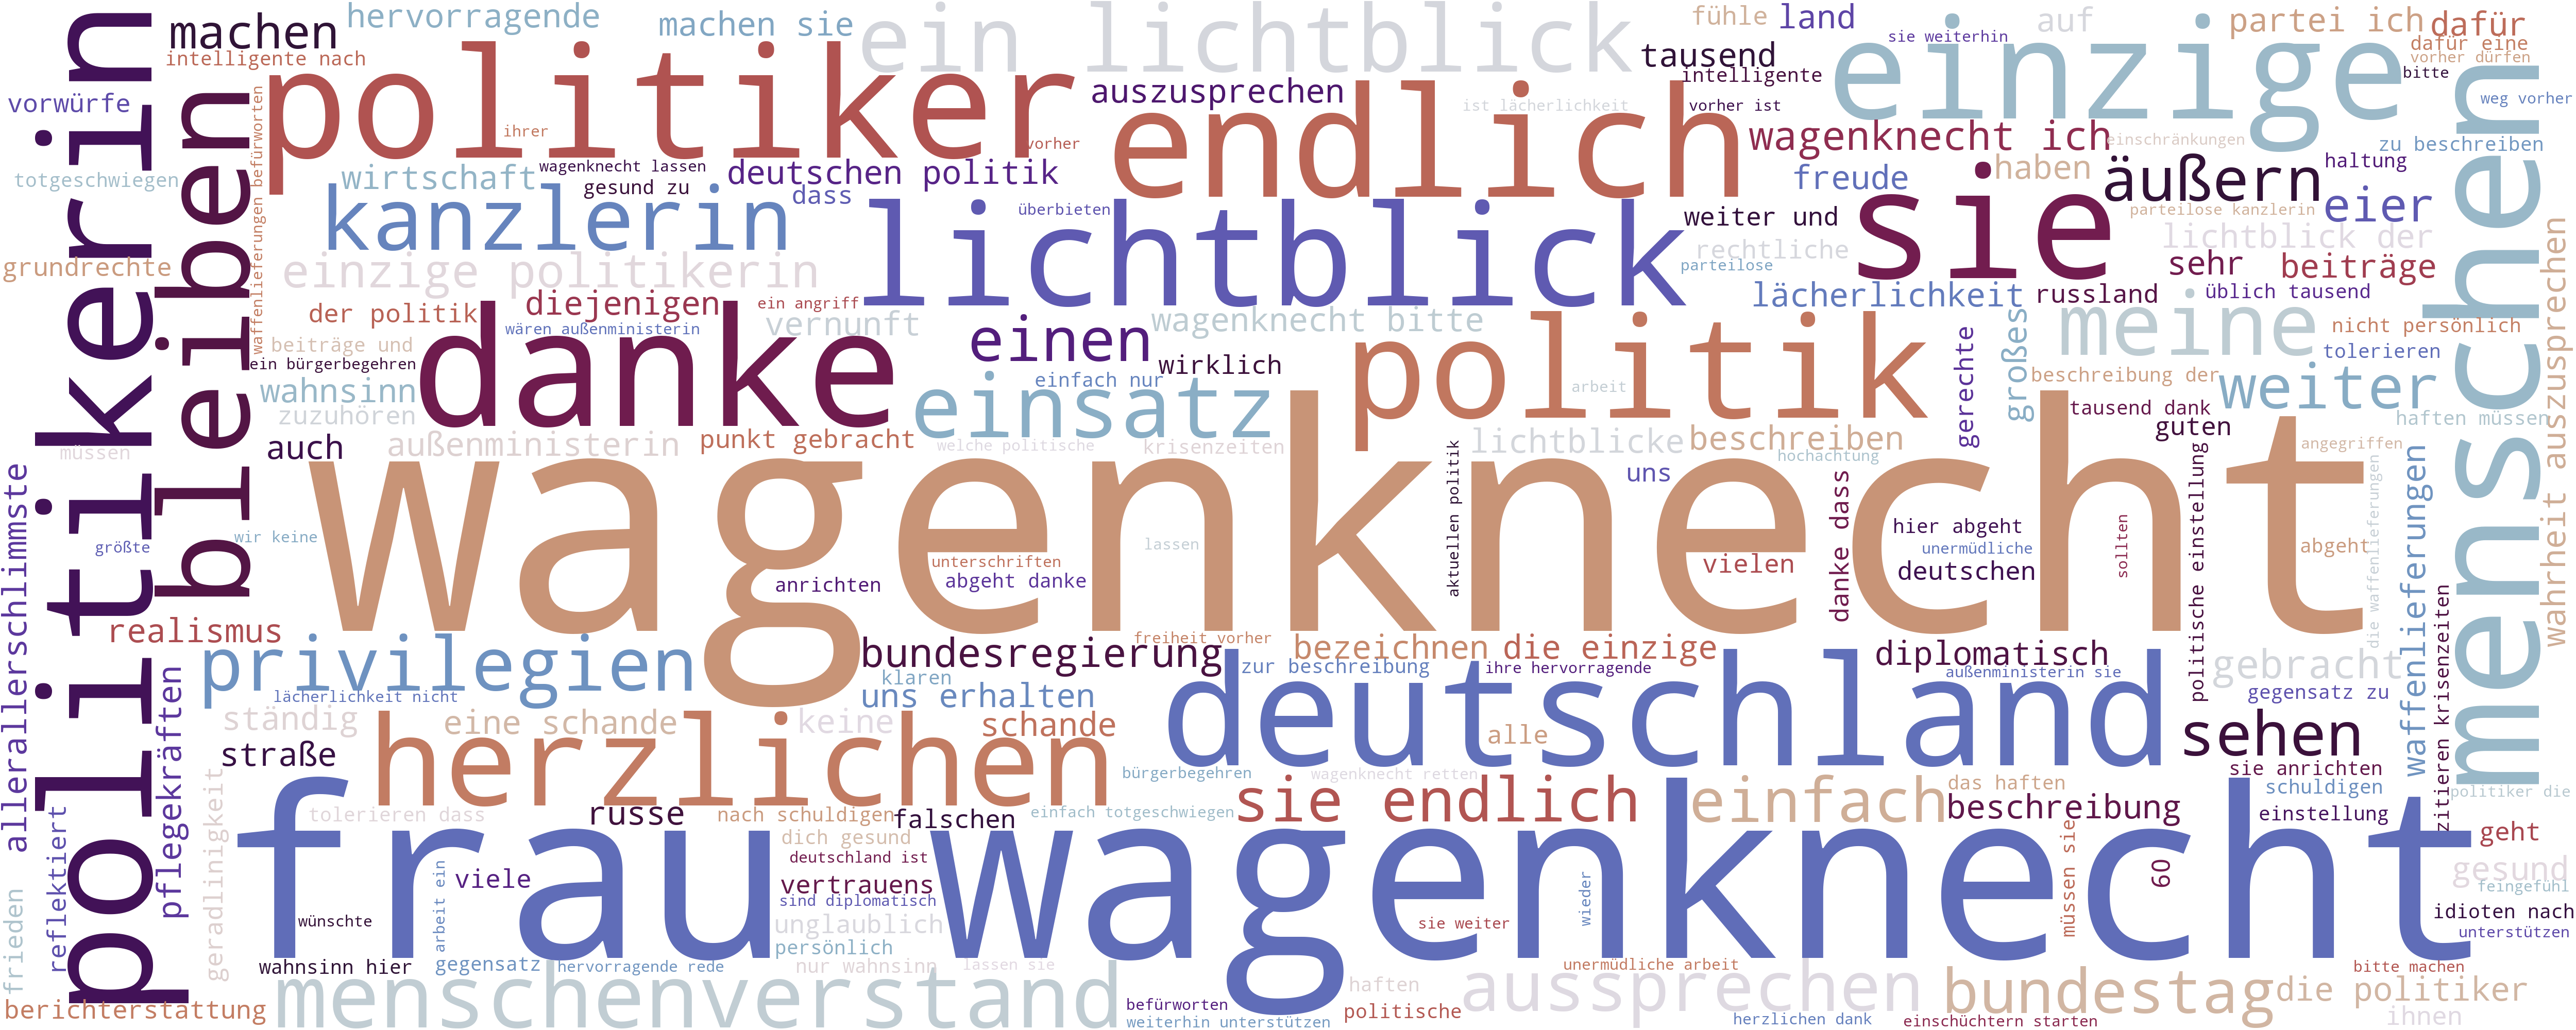 politikerin
bleiben
machen
hervorragende
machen sie
ein lichtblick
fühle
land
auf
partei ich
dafür
intelligente nach
politiker
tausend
sie weiterhin
einzige
dafür eine
vorher dürfen
vorwürfe
auszusprechen
endlich
intelligente
bitte
ist lächerlichkeit
vorher ist
weg vorher
ihrer
vorher
wagenknecht ich
einschränkungen
zu beschreiben
waffenlieferungen befürworten
totgeschwiegen
wirtschaft
wagenknecht lassen
deutschen politik
freude
haben
äußern
haltung
menschen
gesund zu
dass
kanzlerin
lichtblick
überbieten
weiter und
sie
parteilose kanzlerin
eier
grundrechte
einzige politikerin
rechtliche
lichtblick der
parteilose
sehr
beiträge
wahrheit auszusprechen
der politik
diejenigen
ein angriff
lächerlichkeit
russland
üblich tausend
danke
wären außenministerin
vernunft
einen
wagenknecht bitte
politik
gerechte
großes
meine
nicht persönlich
beiträge und
ein bürgerbegehren
wirklich
tolerieren
wahnsinn
einfach nur
einsatz
arbeit
beschreibung der
weiter
zuzuhören
tausend dank
haften müssen
auch
außenministerin
punkt gebracht
welche politische
krisenzeiten
lichtblicke
beschreiben
guten
angegriffen
müssen
hochachtung
wagenknecht
aktuellen politik
uns
danke dass
politische einstellung
die waffenlieferungen
waffenlieferungen
allerallerschlimmste
größte
wir keine
lassen
unterschriften
anrichten
abgeht danke
vielen
hier abgeht
unermüdliche
deutschen
sollten
abgeht
zitieren krisenzeiten
realismus
privilegien
bundesregierung
freiheit vorher
bezeichnen
die einzige
diplomatisch
gebracht
pflegekräften
lächerlichkeit nicht
klaren
uns erhalten
zur beschreibung
ihre hervorragende
außenministerin sie
gegensatz zu
ständig
eine schande
keine
schande
deutschland
alle
sehen
straße
herzlichen
bürgerbegehren
wagenknecht retten
sie anrichten
geradlinigkeit
das haften
schuldigen
politiker die
reflektiert
tolerieren dass
russe
nach schuldigen
falschen
einfach totgeschwiegen
sie endlich
einfach
beschreibung
einstellung
geht
frau wagenknecht
dich gesund
deutschland ist
müssen sie
60
gesund
viele
arbeit ein
vertrauens
sind diplomatisch
wieder
feingefühl
frieden
wünschte
unglaublich
sie weiter
idioten nach
persönlich
unterstützen
wahnsinn hier
gegensatz
hervorragende rede
nur wahnsinn
lassen sie
unermüdliche arbeit
bitte machen
berichterstattung
menschenverstand
befürworten
weiterhin unterstützen
haften
politische
aussprechen
herzlichen dank
einschüchtern starten
bundestag
die politiker
ihnen